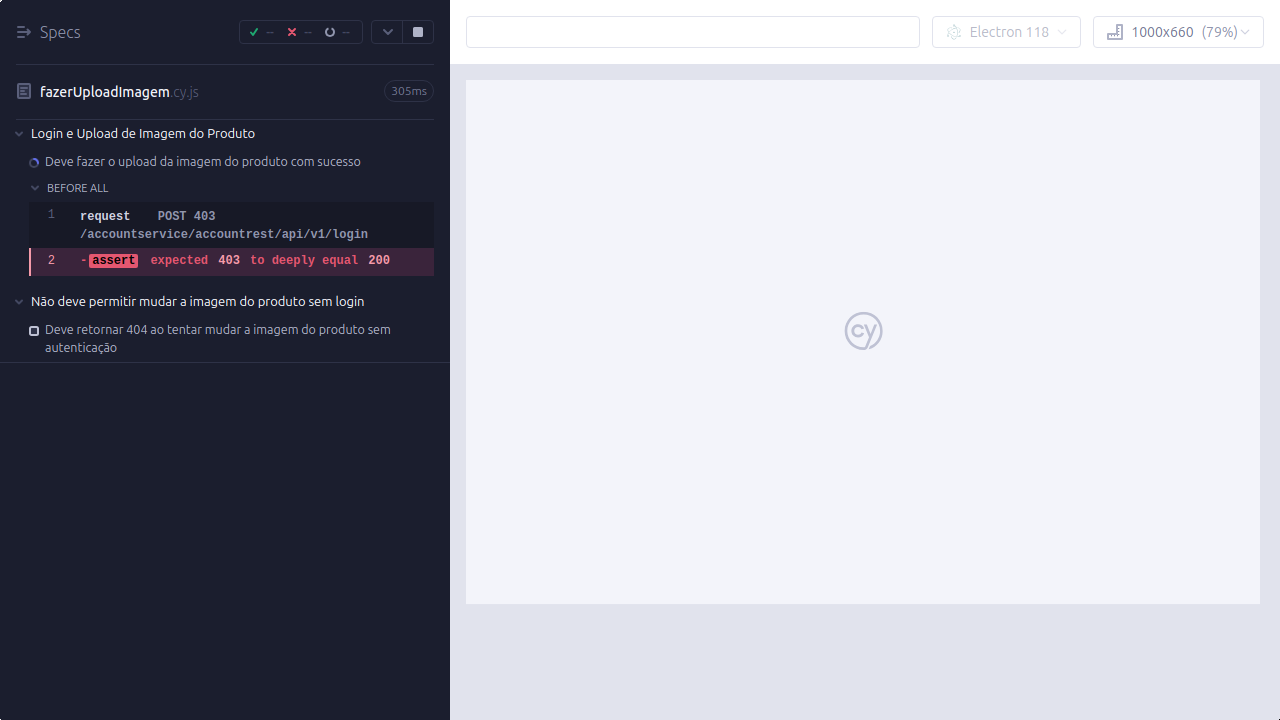 Specs
--
--
--
Electron 118
1000x660 (79%)
fazerUploadImagem.cy.js
305ms
Login e Upload de Imagem do Produto
Deve fazer o upload da imagem do produto com sucesso
BEFORE ALL
1 request POST 403
/accountservice/accountrest/api/v1/login
2 -assert expected 403 to deeply equal 200
Não deve permitir mudar a imagem do produto sem login
Deve retornar 404 ao tentar mudar a imagem do produto sem
autenticação
cy